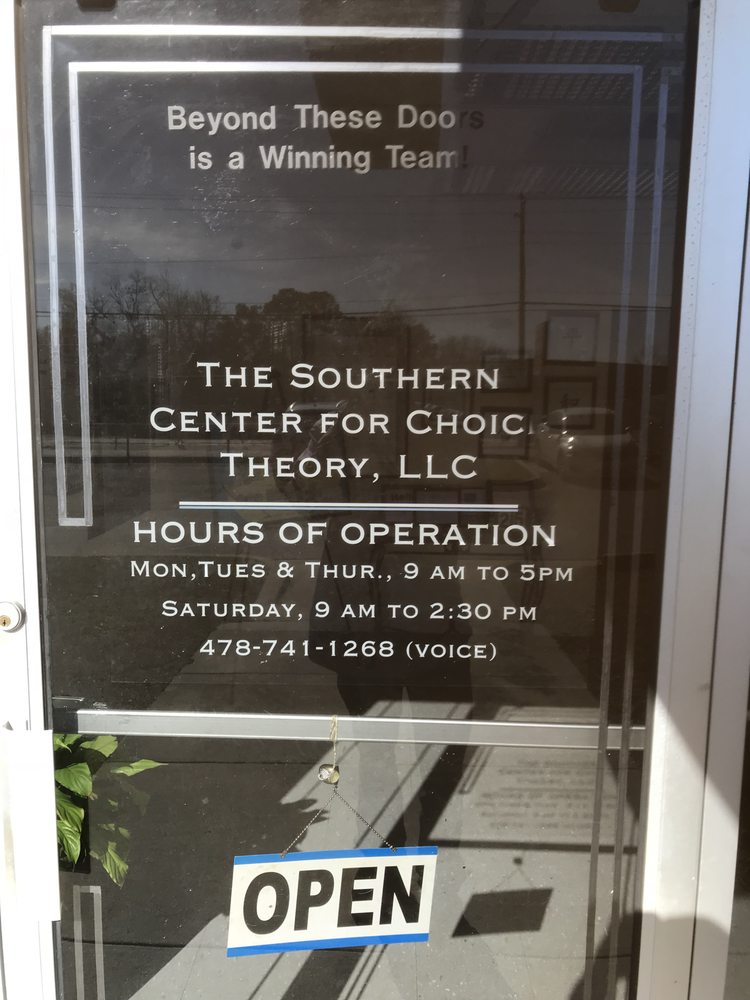 Beyond These Doors
is a Winning Team!
The Southern
Center for Choic
Theory, LLC
HOURS OF OPERATION
Mon,Tues & Thur., 9 am to 5pm
Saturday, 9 am to 2:30 pm
478-741-1268 (voice)
OPEN